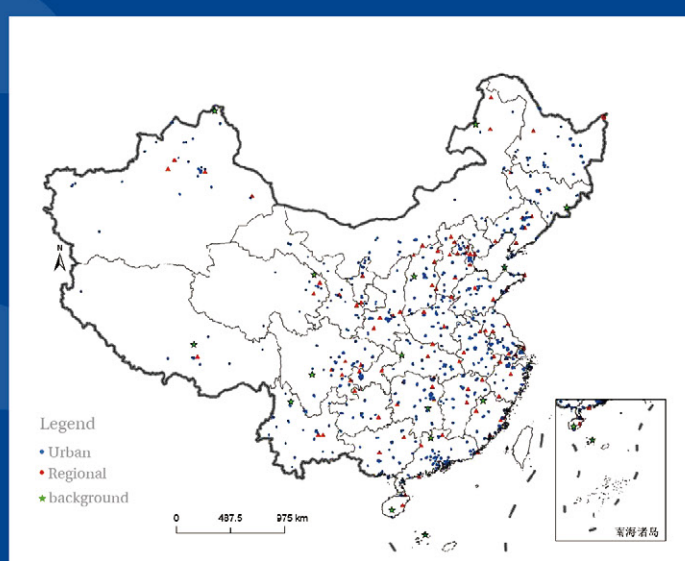 N
Legend
Urban
Regional
background
0 487.5 975 km
南海诸岛